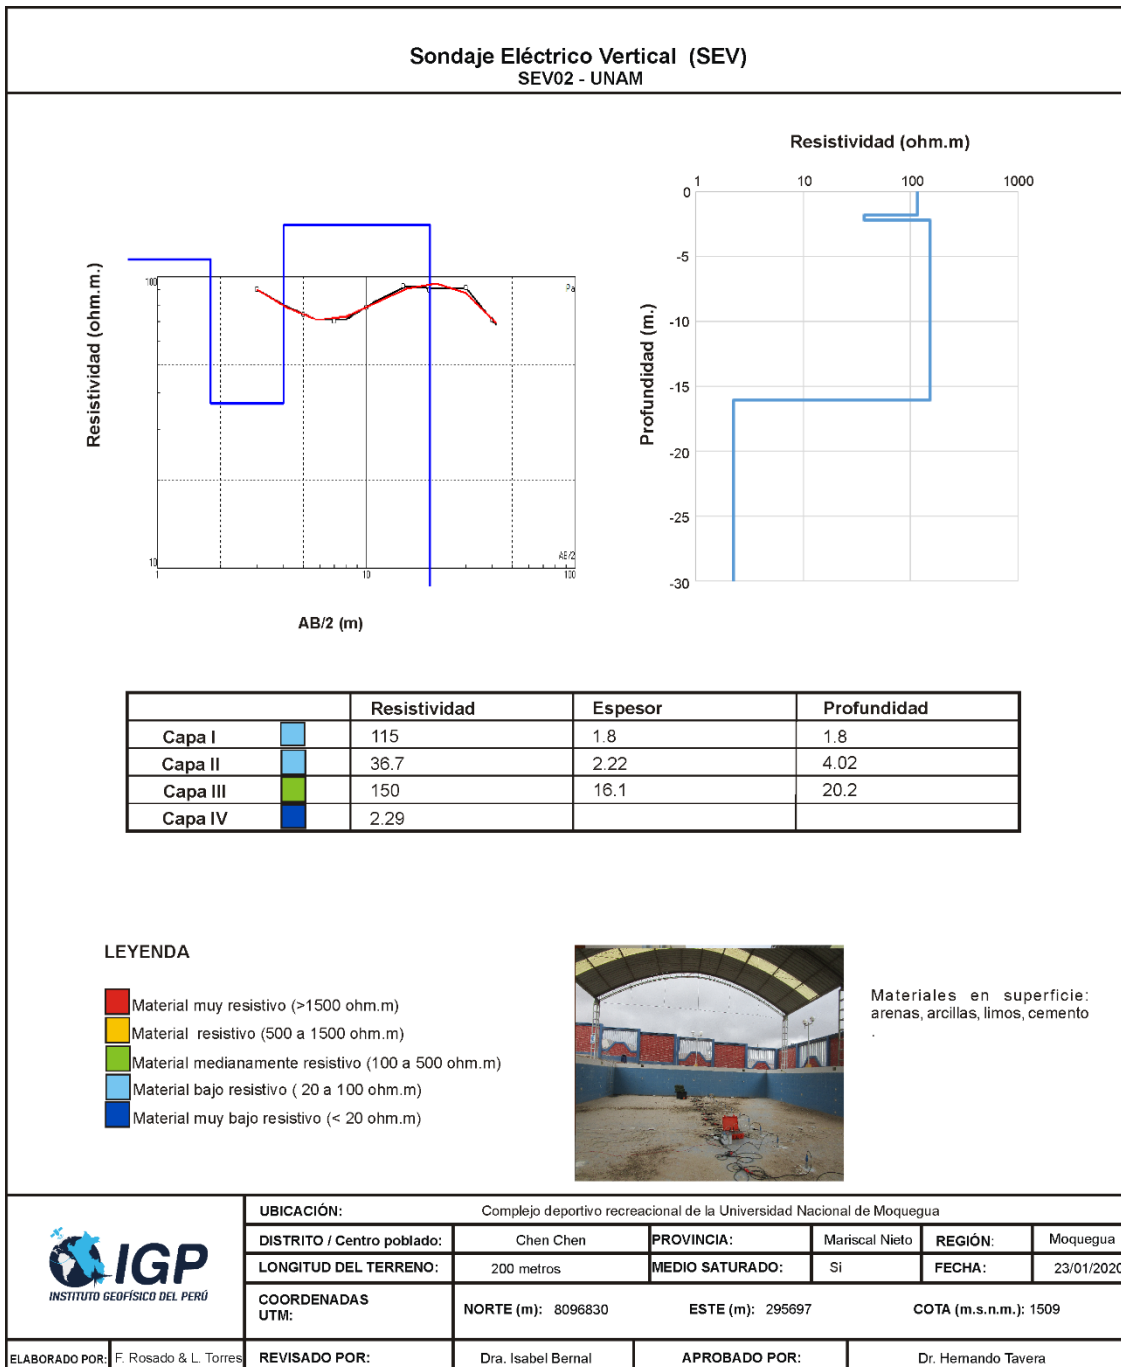 Sondaje Eléctrico Vertical (SEV)
SEV02 - UNAM
Resistividad (ohm.m)
1 10 100 1000
0
-5
-10
-15
-20
-25
-30
Profundidad (m.)
Resistividad (ohm.m.)
100
Pa
10
AB/2
1 10 100
AB/2 (m)
Resistividad Espesor Profundidad
Capa I 115 1.8 1.8
Capa II 36.7 2.22 4.02
Capa III 150 16.1 20.2
Capa IV 2.29
LEYENDA
Material muy resistivo (>1500 ohm.m)
Material resistivo (500 a 1500 ohm.m)
Material medianamente resistivo (100 a 500 ohm.m)
Material bajo resistivo ( 20 a 100 ohm.m)
Material muy bajo resistivo (< 20 ohm.m)
Materiales en superficie:
arenas, arcillas, limos, cemento
.
IGP
INSTITUTO GEOFÍSICO DEL PERÚ
UBICACIÓN: Complejo deportivo recreacional de la Universidad Nacional de Moquegua
DISTRITO / Centro poblado: Chen Chen PROVINCIA: Mariscal Nieto REGIÓN: Moquegua
LONGITUD DEL TERRENO: 200 metros MEDIO SATURADO: Si FECHA: 23/01/2020
COORDENADAS
UTM: NORTE (m): 8096830 ESTE (m): 295697 COTA (m.s.n.m.): 1509
ELABORADO POR: F. Rosado & L. Torres REVISADO POR: Dra. Isabel Bernal APROBADO POR: Dr. Hernando Tavera